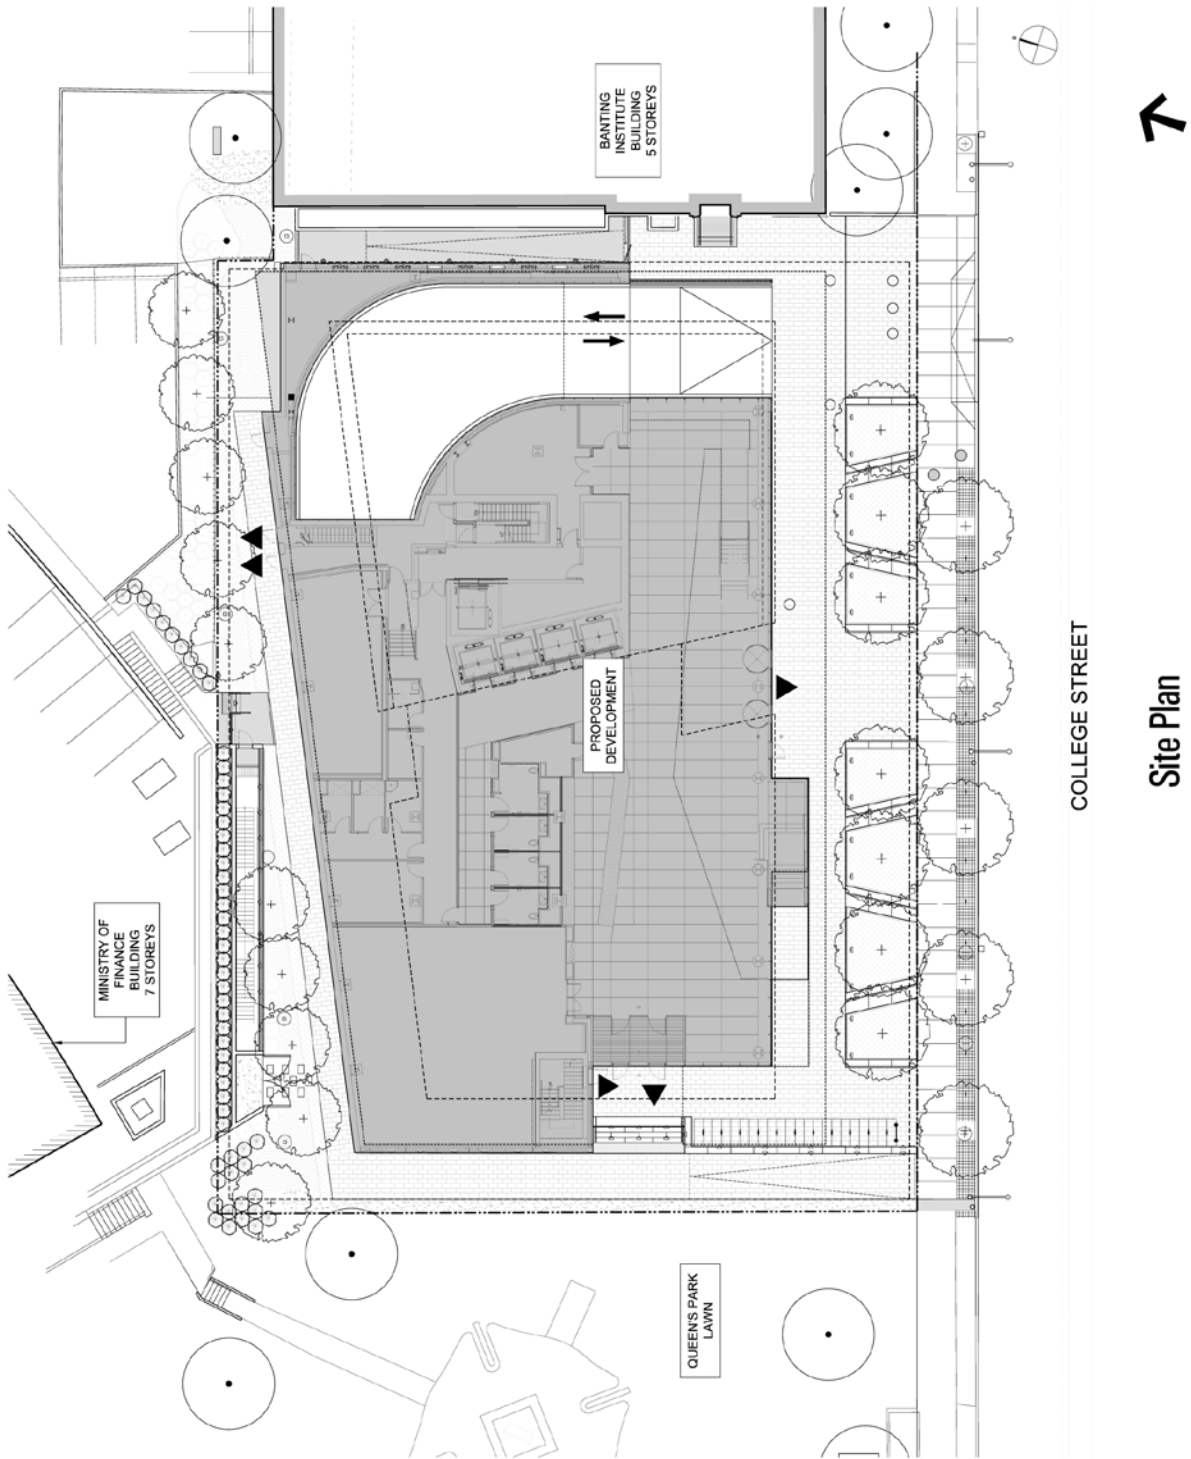 BANTING
INSTITUTE
BUILDING
5 STOREYS
PROPOSED
DEVELOPMENT
MINISTRY OF
FINANCE
BUILDING
7 STOREYS
QUEEN'S PARK
LAWN
COLLEGE STREET
Site Plan